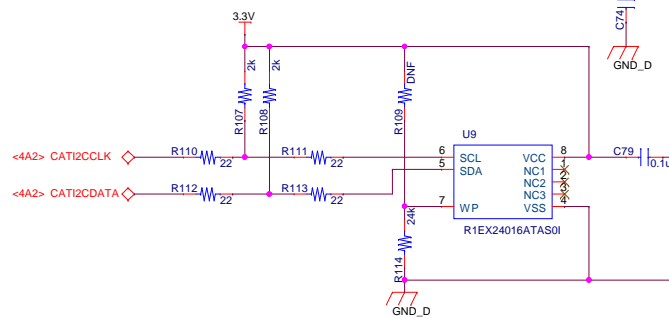 C74
GND_D
3.3V
2k
2k
DNF
R107
R108
R109
U9
<4A2> CATI2CCLK
R110
22
R111
22
6
SCL
VCC
8
C79
0.1u
<4A2> CATI2CDATA
R112
22
R113
22
5
SDA
NC1
1
NC2
2
NC3
3
7
WP
VSS
4
24k
R114
R1EX24016ATAS0I
GND_D